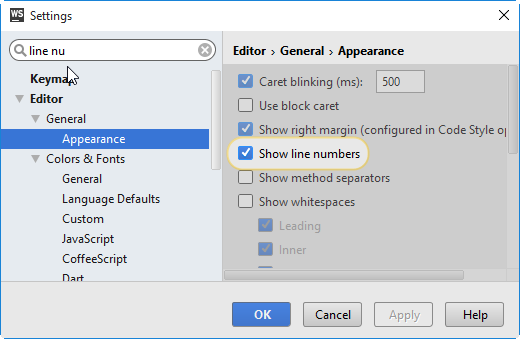 WS Settings
line nu
Keyma
Editor
General
Appearance
Colors & Fonts
General
Language Defaults
Custom
JavaScript
CoffeeScript
Dart
Editor › General › Appearance
Caret blinking (ms): 500
Use block caret
Show right margin (configured in Code Style op
Show line numbers
Show method separators
Show whitespaces
Leading
Inner
OK
Cancel
Apply
Help